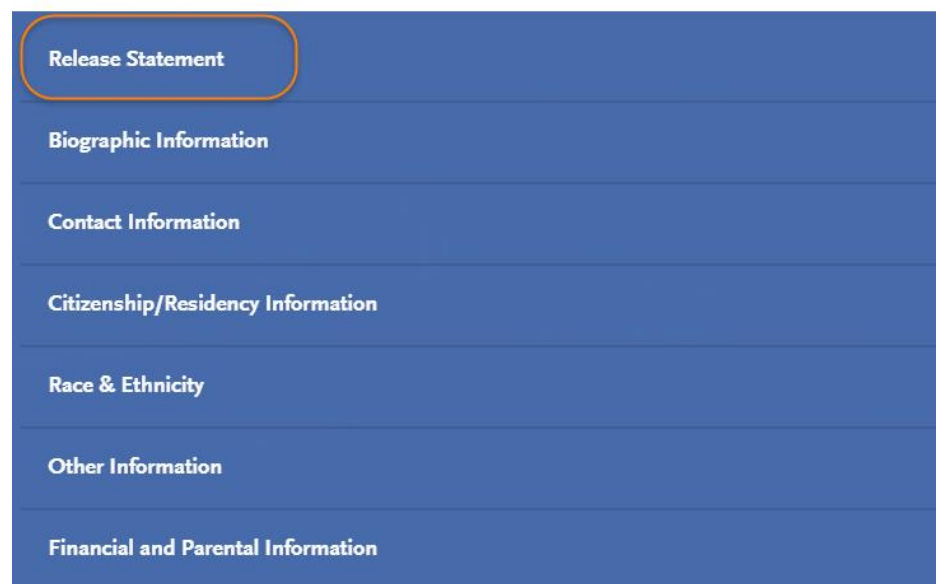 Release Statement
Biographic Information
Contact Information
Citizenship/Residency Information
Race & Ethnicity
Other Information
Financial and Parental Information